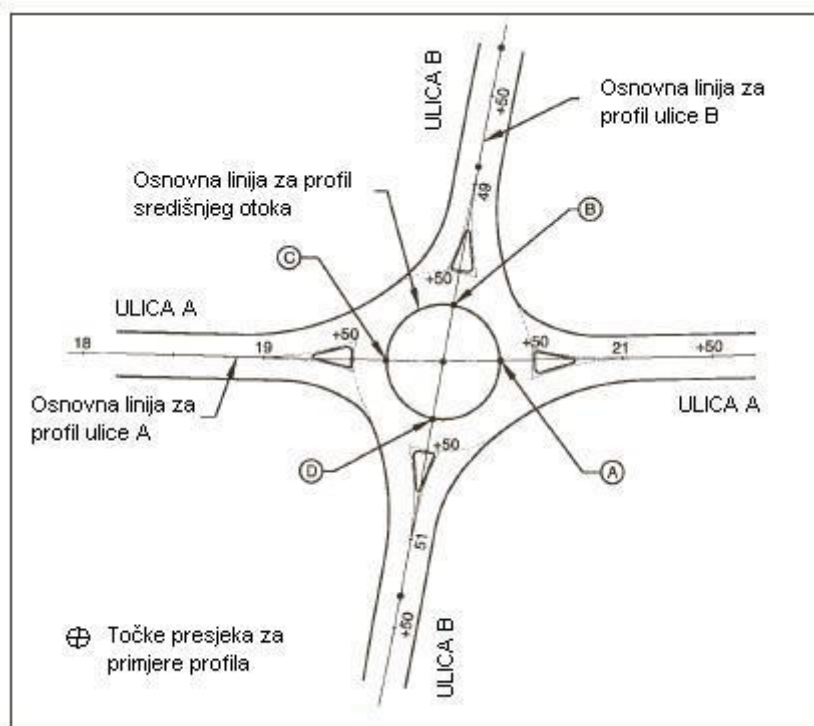 ULICA B
+50
Osnovna linija za
profil ulice B
Osnovna linija za profil
središnjeg otoka
49
B
C
+50
ULICA A
18
19
+50
+50
21
+50
Osnovna linija za
profil ulice A
ULICA A
+50
D
A
51
+50
ULICA B
Točke presjeka za
primjere profila